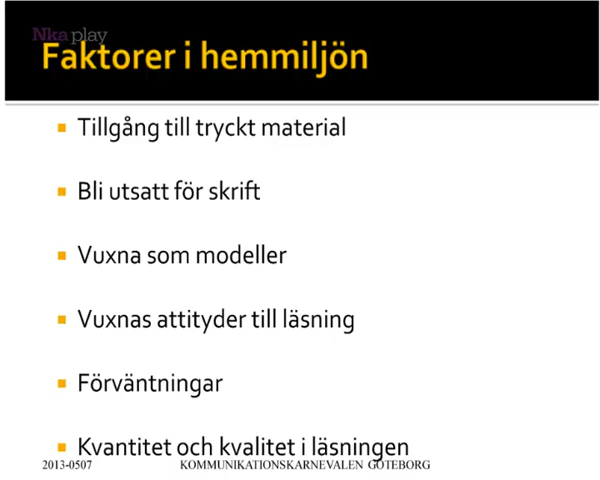 Nka play
Faktorer i hemmiljön
Tillgång till tryckt material
Bli utsatt för skrift
Vuxna som modeller
Vuxnas attityder till läsning
Förväntningar
Kvantitet och kvalitet i läsningen
2013-0507 KOMMUNIKATIONSKARNEVALEN GÖTEBORG